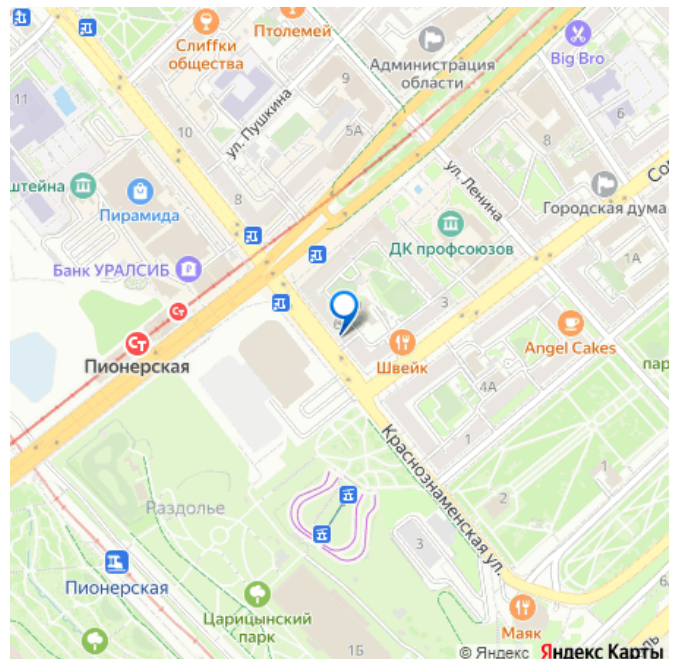 Слиffки
общества
Птолемей
Администрация
области
Big Bro
11
10
9
5А
ул. Пушкина
8
6
8
ул. Ленина
штейна
Пирамида
Городская дума
ДК профсоюзов
1А
Банк УРАЛСИБ
3
6
Ст
Пионерская
Швейк
Angel Cakes
пар
4А
1
1
2
Краснознаменская ул.
Раздолье
3
Пионерская
Царицынский
парк
1Б
Маяк
© Яндекс Яндекс Карты